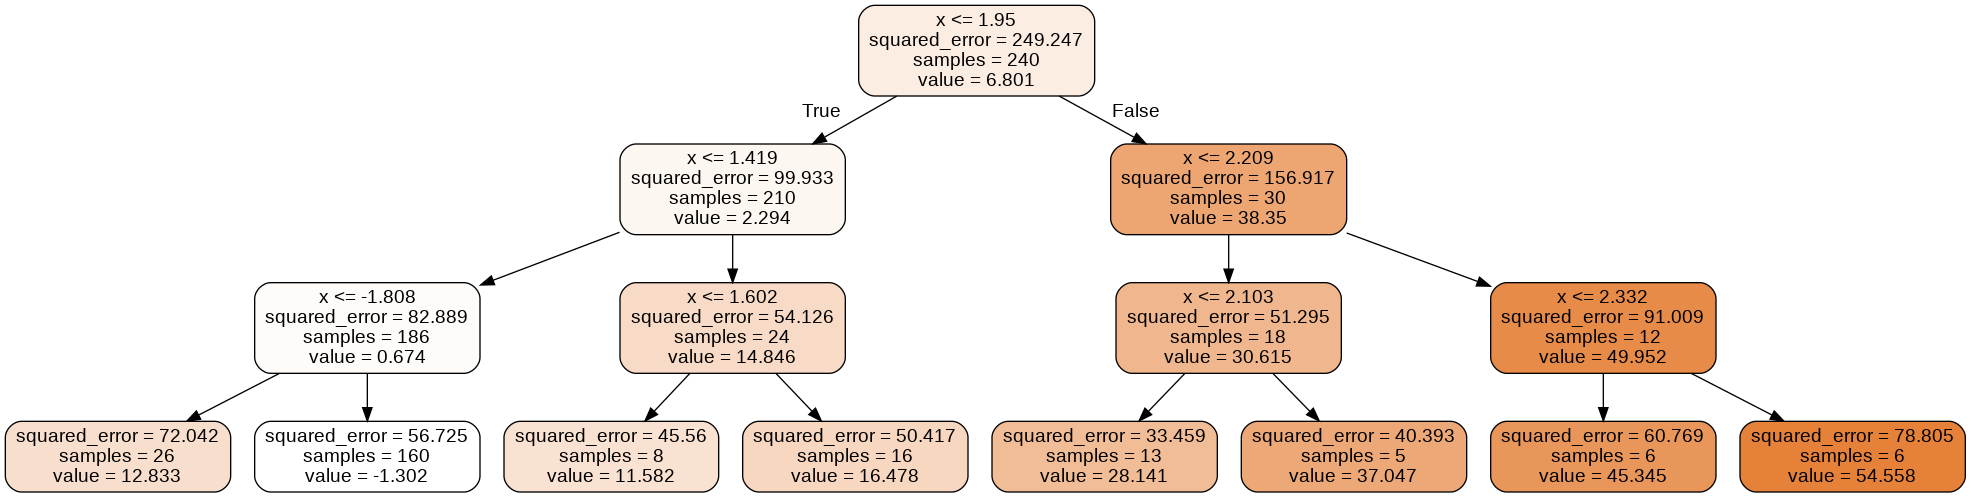 x <= 1.95
squared_error = 249.247
samples = 240
value = 6.801
True
False
x <= 1.419
squared_error = 99.933
samples = 210
value = 2.294
x <= 2.209
squared_error = 156.917
samples = 30
value = 38.35
x <= -1.808
squared_error = 82.889
samples = 186
value = 0.674
x <= 1.602
squared_error = 54.126
samples = 24
value = 14.846
x <= 2.103
squared_error = 51.295
samples = 18
value = 30.615
x <= 2.332
squared_error = 91.009
samples = 12
value = 49.952
squared_error = 72.042
samples = 26
value = 12.833
squared_error = 56.725
samples = 160
value = -1.302
squared_error = 45.56
samples = 8
value = 11.582
squared_error = 50.417
samples = 16
value = 16.478
squared_error = 33.459
samples = 13
value = 28.141
squared_error = 40.393
samples = 5
value = 37.047
squared_error = 60.769
samples = 6
value = 45.345
squared_error = 78.805
samples = 6
value = 54.558